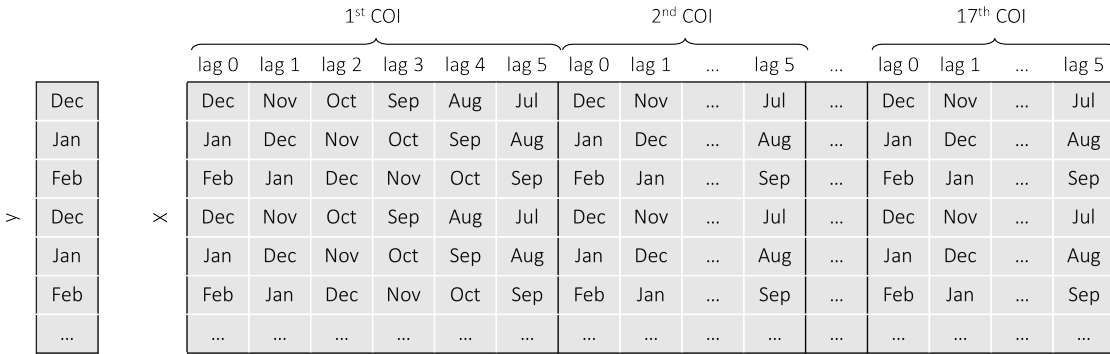 1st COI 2nd COI 17th COI
lag 0 lag 1 lag 2 lag 3 lag 4 lag 5 lag 0 lag 1 ... lag 5 ... lag 0 lag 1 ... lag 5
Dec Dec Nov Oct Sep Aug Jul Dec Nov ... Jul ... Dec Nov ... Jul
Jan Jan Dec Nov Oct Sep Aug Jan Dec ... Aug ... Jan Dec ... Aug
Feb Feb Jan Dec Nov Oct Sep Feb Jan ... Sep ... Feb Jan ... Sep
y Dec X Dec Nov Oct Sep Aug Jul Dec Nov ... Jul ... Dec Nov ... Jul
Jan Jan Dec Nov Oct Sep Aug Jan Dec ... Aug ... Jan Dec ... Aug
Feb Feb Jan Dec Nov Oct Sep Feb Jan ... Sep ... Feb Jan ... Sep
... ... ... ... ... ... ... ... ... ... ... ... ... ... ... ...